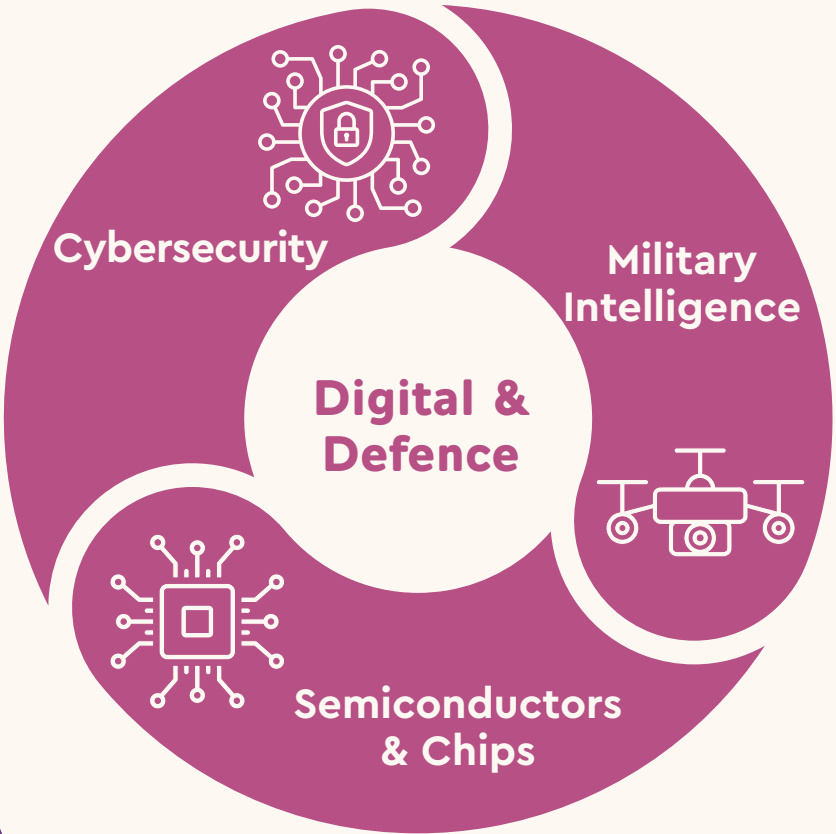 Cybersecurity
Military
Intelligence
Digital &
Defence
Semiconductors
& Chips